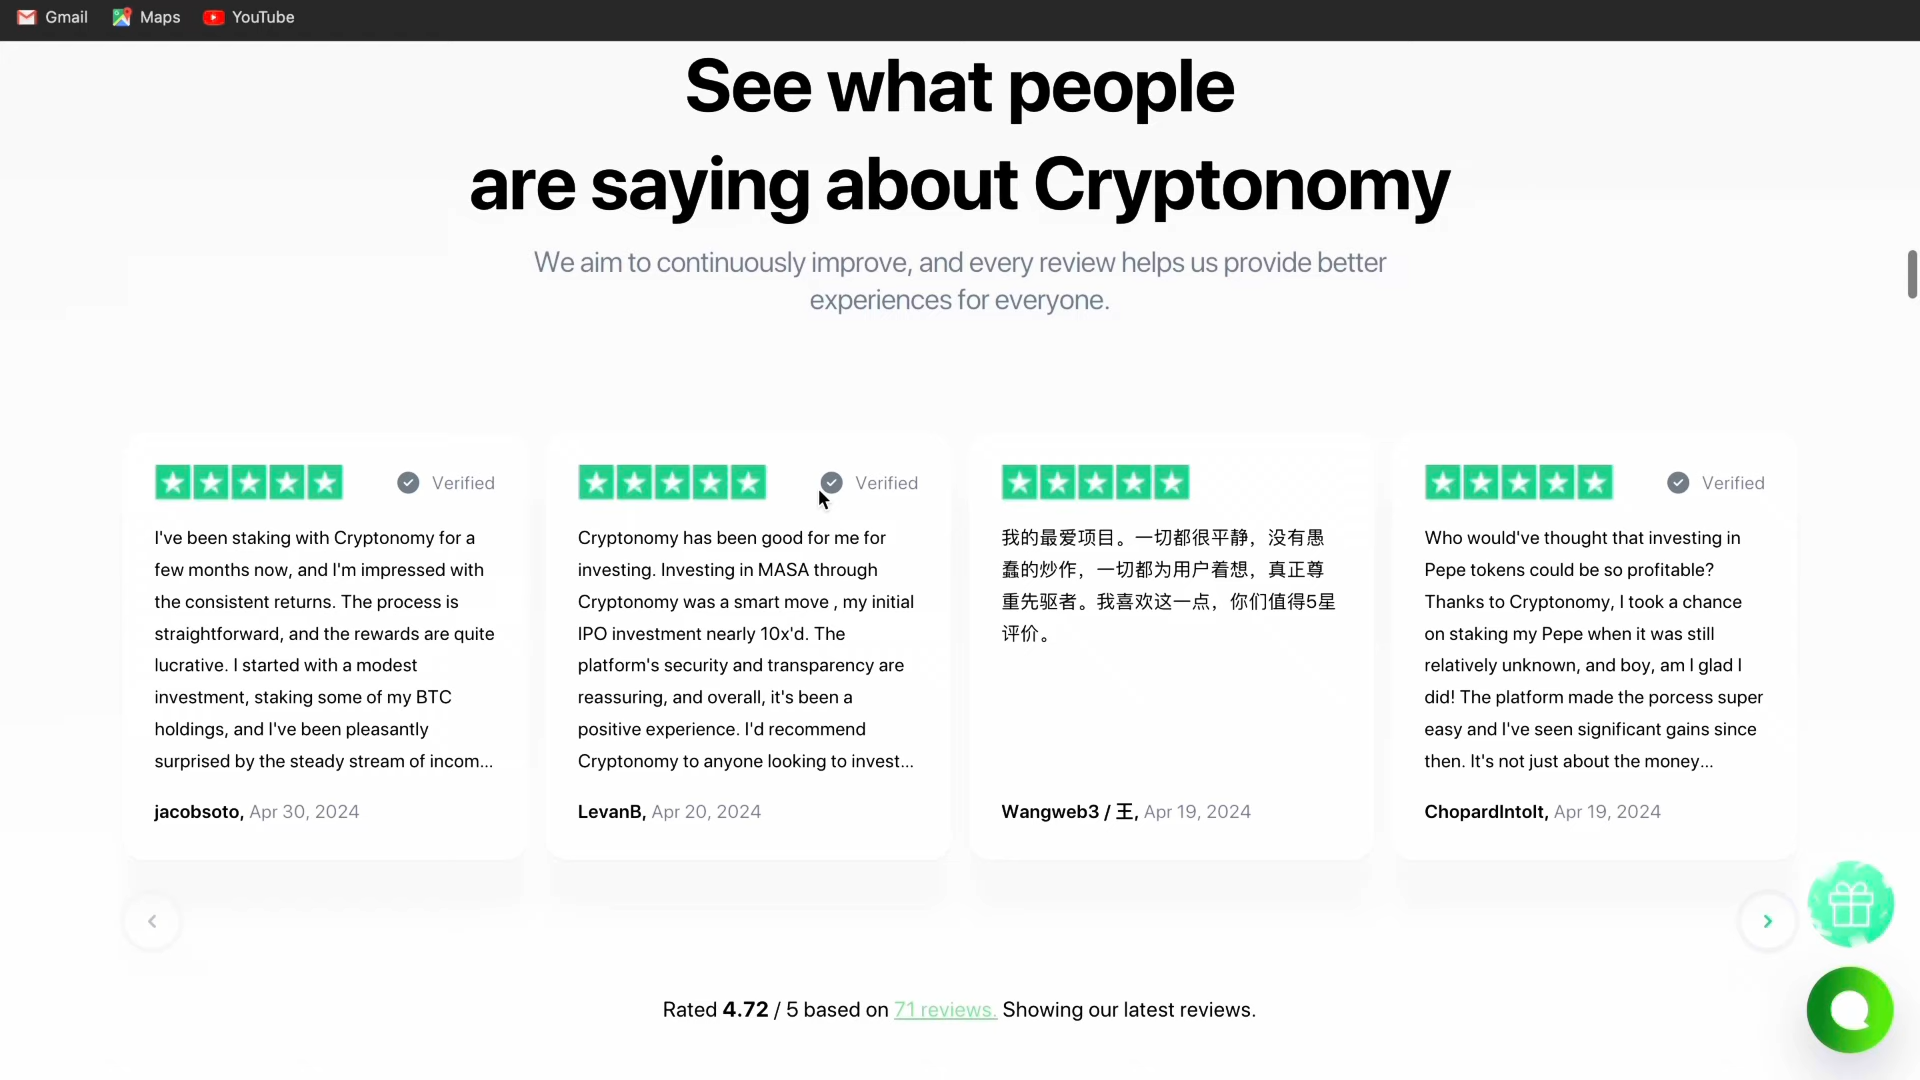 Gmail Maps YouTube
See what people
are saying about Cryptonomy
We aim to continuously improve, and every review helps us provide better
experiences for everyone.
Verified
I've been staking with Cryptonomy for a
few months now, and I'm impressed with
the consistent returns. The process is
straightforward, and the rewards are quite
lucrative. I started with a modest
investment, staking some of my BTC
holdings, and I've been pleasantly
surprised by the steady stream of incom...
jacobsoto, Apr 30, 2024
Verified
Cryptonomy has been good for me for
investing. Investing in MASA through
Cryptonomy was a smart move , my initial
IPO investment nearly 10x'd. The
platform's security and transparency are
reassuring, and overall, it's been a
positive experience. I'd recommend
Cryptonomy to anyone looking to invest...
LevanB, Apr 20, 2024
我的最爱项目。一切都很平静，没有愚
蠢的炒作，一切都为用户着想，真正尊
重先驱者。我喜欢这一点，你们值得5星
评价。
Wangweb3 / 王, Apr 19, 2024
Verified
Who would've thought that investing in
Pepe tokens could be so profitable?
Thanks to Cryptonomy, I took a chance
on staking my Pepe when it was still
relatively unknown, and boy, am I glad I
did! The platform made the porcess super
easy and I've seen significant gains since
then. It's not just about the money...
ChopardIntolt, Apr 19, 2024
Rated 4.72 / 5 based on 71 reviews. Showing our latest reviews.